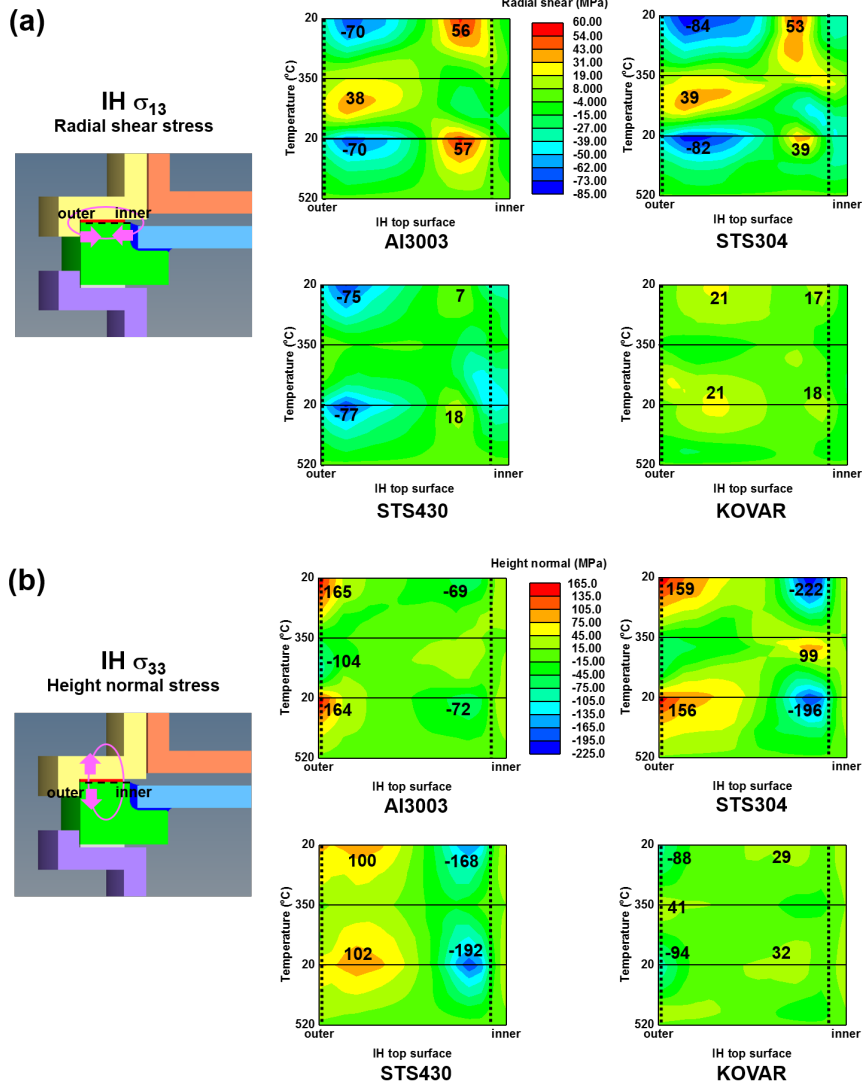 (a)
IH σ13
Radial shear stress
outer inner
Radial shear (MPa)
60.00
54.00
43.00
31.00
19.00
8.000
-4.000
-15.00
-27.00
-39.00
-50.00
-62.00
-73.00
-85.00
Temperature (°C)
20
350
20
520
-70
56
38
-70
57
outer
inner
IH top surface
Al3003
Temperature (°C)
20
350
20
520
-84
53
39
-82
39
outer
inner
IH top surface
STS304
Temperature (°C)
20
350
20
520
-75
7
-77
18
outer
inner
IH top surface
STS430
Temperature (°C)
20
350
20
520
21
17
21
18
outer
inner
IH top surface
KOVAR
(b)
IH σ33
Height normal stress
outer inner
Height normal (MPa)
165.0
135.0
105.0
75.00
45.00
15.00
-15.00
-45.00
-75.00
-105.0
-135.0
-165.0
-195.0
-225.0
Temperature (°C)
20
350
20
520
165
-69
-104
164
-72
outer
inner
IH top surface
Al3003
Temperature (°C)
20
350
20
520
159
-222
99
156
-196
outer
inner
IH top surface
STS304
Temperature (°C)
20
350
20
520
100
-168
102
-192
outer
inner
IH top surface
STS430
Temperature (°C)
20
350
20
520
-88
29
41
-94
32
outer
inner
IH top surface
KOVAR